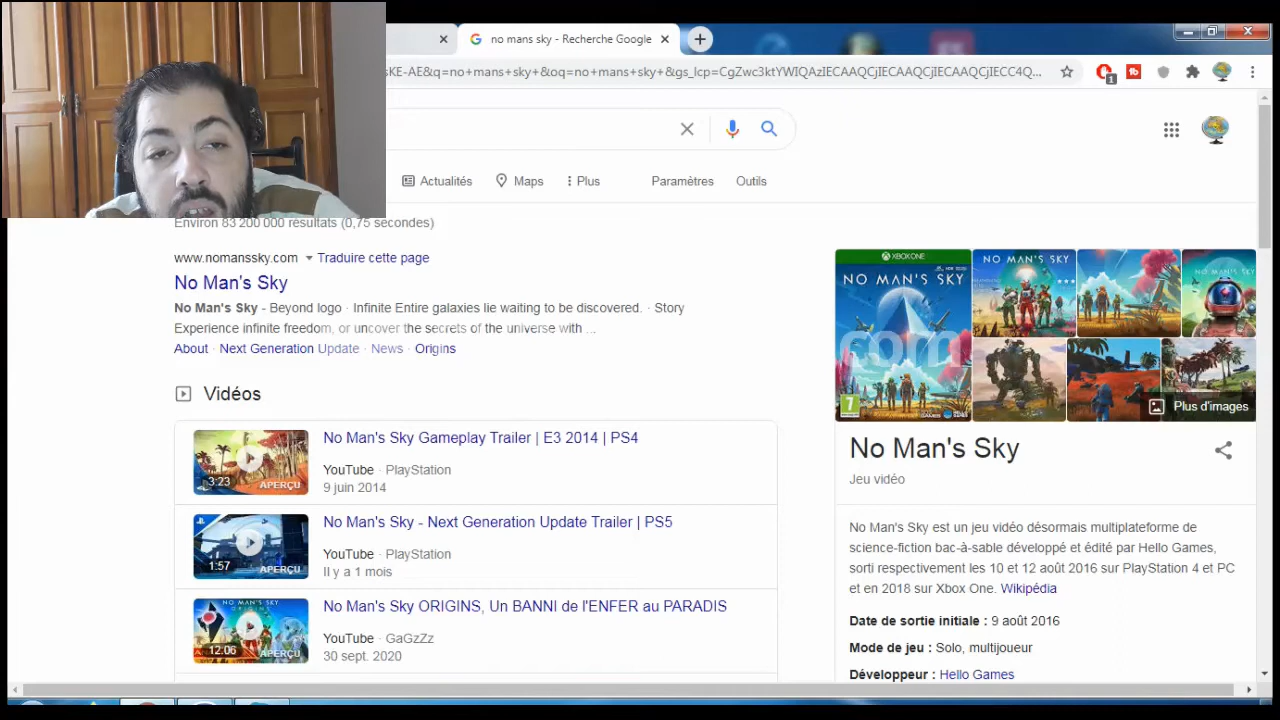 no mans sky - Recherche Google
sKE-AE&q=no+mans+sky+&oq=no+mans+sky+&gs_lcp=CgZwc3ktYWIQAzIECAAQCjIECAAQCjIECAAQCjIECC4Q...
1
Actualités Maps Plus Paramètres Outils
Environ 83 200 000 résultats (0,75 secondes)
www.nomanssky.com Traduire cette page
No Man's Sky
No Man's Sky - Beyond logo · Infinite Entire galaxies lie waiting to be discovered. · Story
Experience infinite freedom, or uncover the secrets of the universe with ...
About · Next Generation Update · News · Origins
Vidéos
No Man's Sky Gameplay Trailer | E3 2014 | PS4
YouTube · PlayStation
9 juin 2014
3:23 APERÇU
No Man's Sky - Next Generation Update Trailer | PS5
YouTube · PlayStation
Il y a 1 mois
1:57 APERÇU
No Man's Sky ORIGINS, Un BANNI de l'ENFER au PARADIS
YouTube · GaGzZz
30 sept. 2020
12:06 APERÇU
XBOX ONE
NO MAN'S SKY
NO MAN'S SKY
NO MAN'S SKY
com
7
Plus d'images
No Man's Sky
Jeu vidéo
No Man's Sky est un jeu vidéo désormais multiplateforme de
science-fiction bac-à-sable développé et édité par Hello Games,
sorti respectivement les 10 et 12 août 2016 sur PlayStation 4 et PC
et en 2018 sur Xbox One. Wikipédia
Date de sortie initiale : 9 août 2016
Mode de jeu : Solo, multijoueur
Développeur : Hello Games